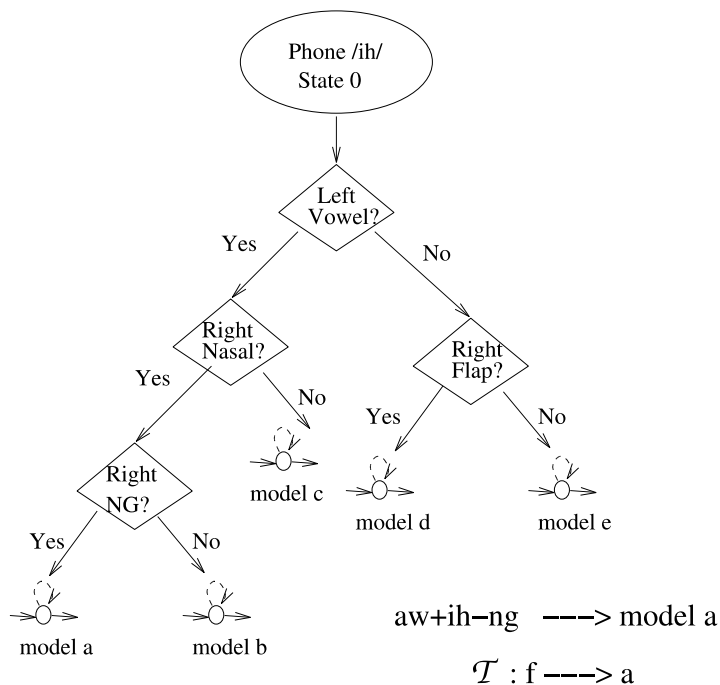 Phone /ih/
State 0
Left
Vowel?
Yes
No
Right
Nasal?
Right
Flap?
Yes
No
Yes
No
Right
NG?
model c
model d
model e
Yes
No
model a
model b
aw+ih−ng −−−> model a
𝒯 : f −−−> a